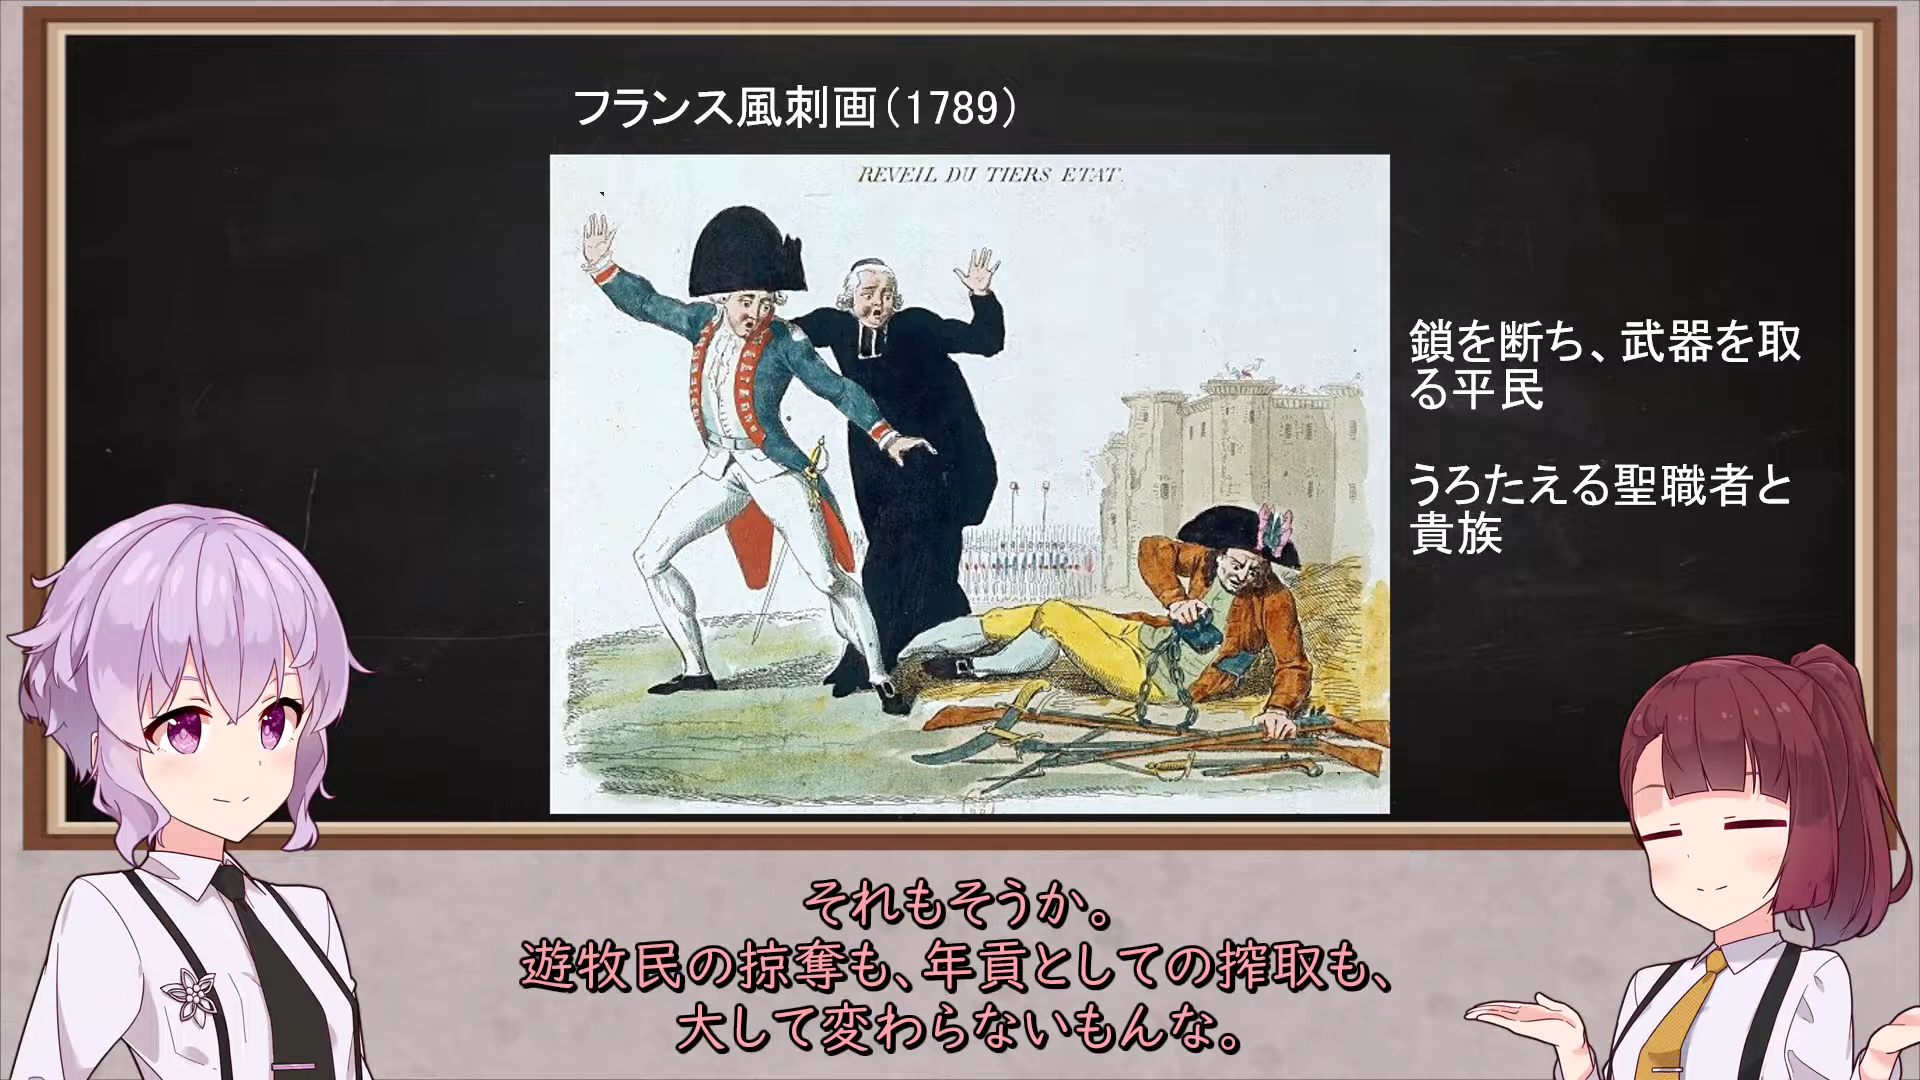 フランス風刺画（1789）
REVEIL DU TIERS ETAT.
鎖を断ち、武器を取
る平民
うろたえる聖職者と
貴族
それもそうか。
遊牧民の掠奪も、年貢としての搾取も、
大して変わらないもんな。